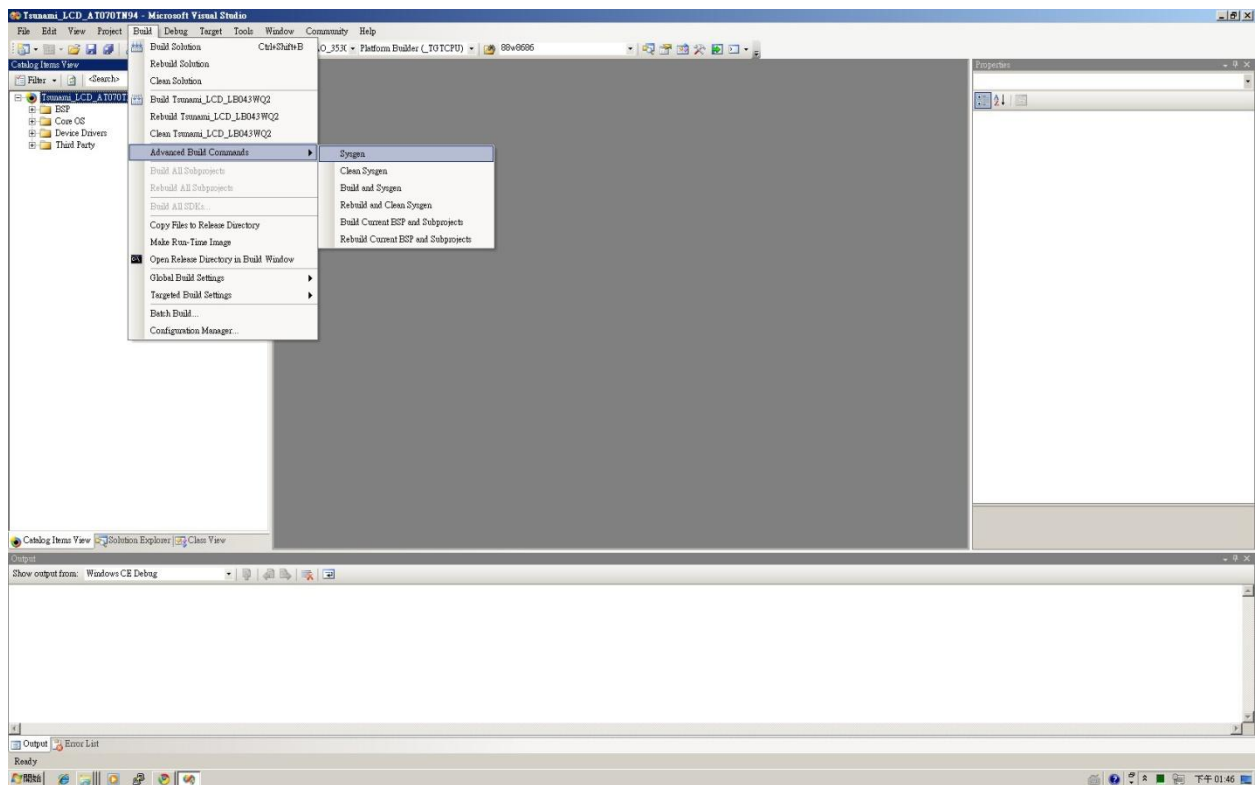 Tsunami_LCD_AT070TN94 - Microsoft Visual Studio
File Edit View Project Build Debug Target Tools Window Community Help
O_353( Platform Builder (_TGTCPU) 88w8686
Catalog Items View
Filter <Search>
Tsunami_LCD_AT070T
BSP
Core OS
Device Drivers
Third Party
Build Solution Ctrl+Shift+B
Rebuild Solution
Clean Solution
Build Tsunami_LCD_LB043WQ2
Rebuild Tsunami_LCD_LB043WQ2
Clean Tsunami_LCD_LB043WQ2
Advanced Build Commands
Build All Subprojects
Rebuild All Subprojects
Build All SDKs...
Copy Files to Release Directory
Make Run-Time Image
Open Release Directory in Build Window
Global Build Settings
Targeted Build Settings
Batch Build...
Configuration Manager...
Sysgen
Clean Sysgen
Build and Sysgen
Rebuild and Clean Sysgen
Build Current BSP and Subprojects
Rebuild Current BSP and Subprojects
Properties
Catalog Items View Solution Explorer Class View
Output
Show output from: Windows CE Debug
Output Error List
Ready
開始 下午 01:46